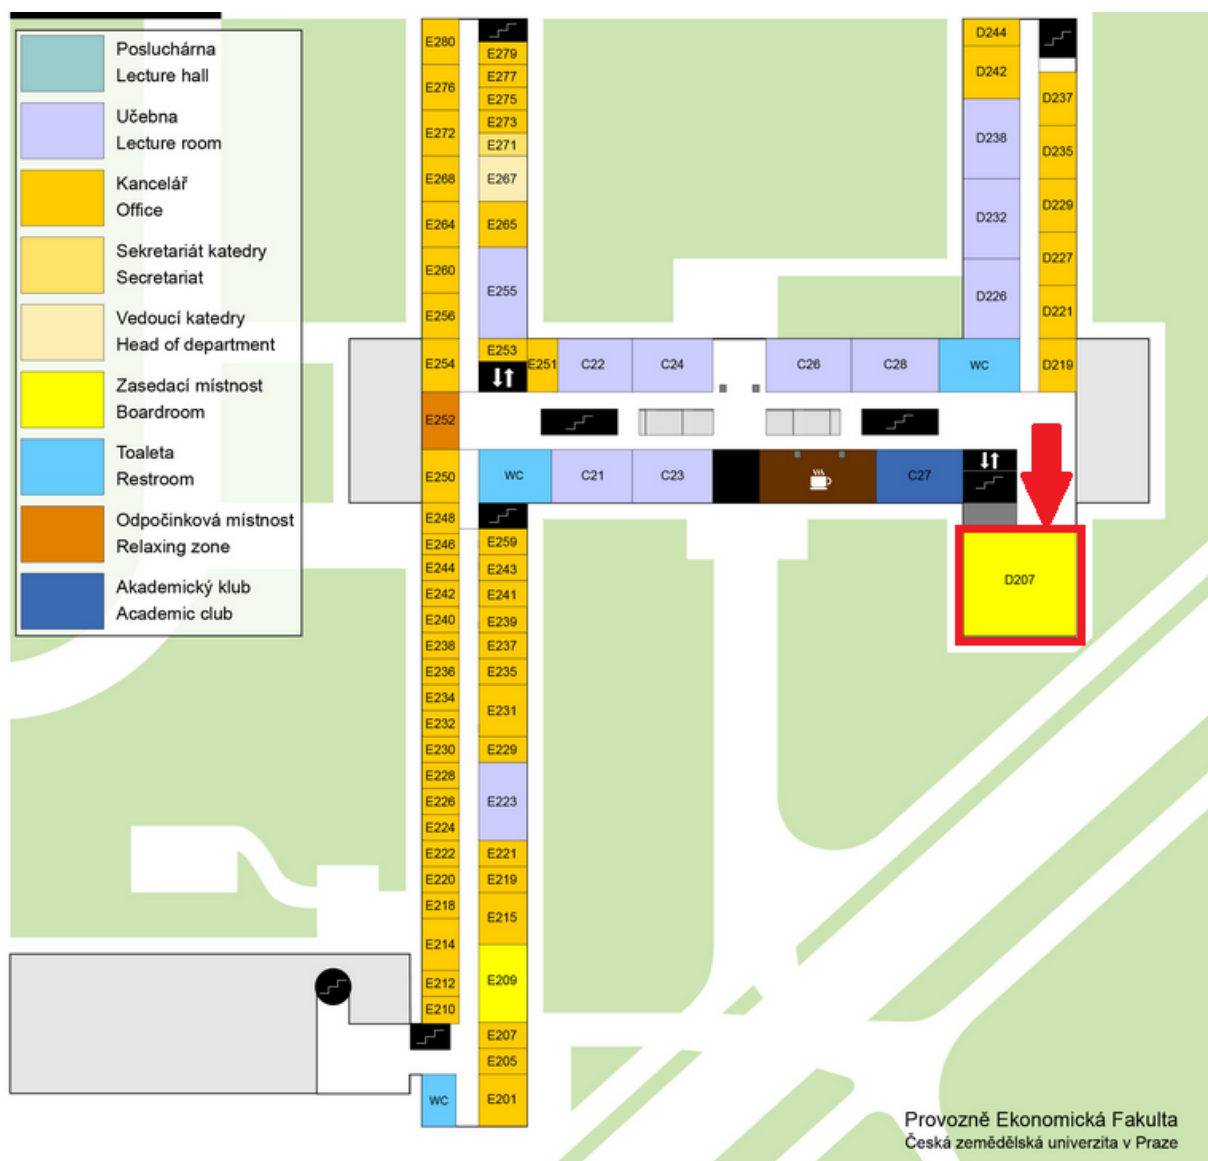 Posluchárna
Lecture hall
Učebna
Lecture room
Kancelář
Office
Sekretariát katedry
Secretariat
Vedoucí katedry
Head of department
Zasedací místnost
Boardroom
Toaleta
Restroom
Odpočinková místnost
Relaxing zone
Akademický klub
Academic club
E280
E276
E272
E268
E264
E260
E256
E254
E252
E250
E248
E246
E244
E242
E240
E238
E236
E234
E232
E230
E228
E226
E224
E222
E220
E218
E214
E212
E210
WC
E279
E277
E275
E273
E271
E267
E265
E255
E253
E251
C22
C24
C26
C28
WC
WC
C21
C23
C27
E259
E243
E241
E239
E237
E235
E231
E229
E223
E221
E219
E215
E209
E207
E205
E201
D244
D242
D238
D232
D226
D237
D235
D229
D227
D221
D219
D207
Provozně Ekonomická Fakulta
Česká zemědělská univerzita v Praze